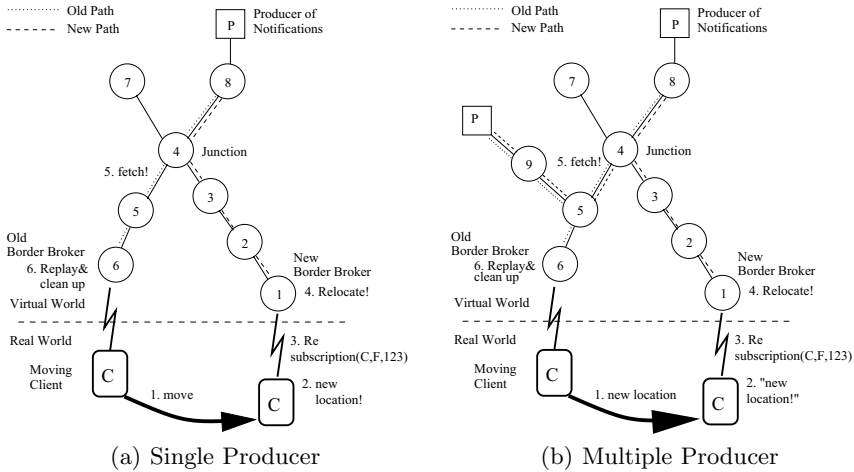 Old Path
New Path
P
Producer of
Notifications
7
8
4
Junction
5. fetch!
3
5
2
Old
Border Broker
6. Replay&
clean up
6
New
Border Broker
1
4. Relocate!
Virtual World
Real World
3. Re
subscription(C,F,123)
Moving
Client
C
1. move
C
2. new
location!
(a) Single Producer
Old Path
New Path
P
Producer of
Notifications
7
8
P
4
Junction
9
5. fetch!
3
5
2
Old
Border Broker
6. Replay&
clean up
6
New
Border Broker
1
4. Relocate!
Virtual World
Real World
3. Re
subscription(C,F,123)
Moving
Client
C
1. new location
C
2. "new
location!"
(b) Multiple Producer